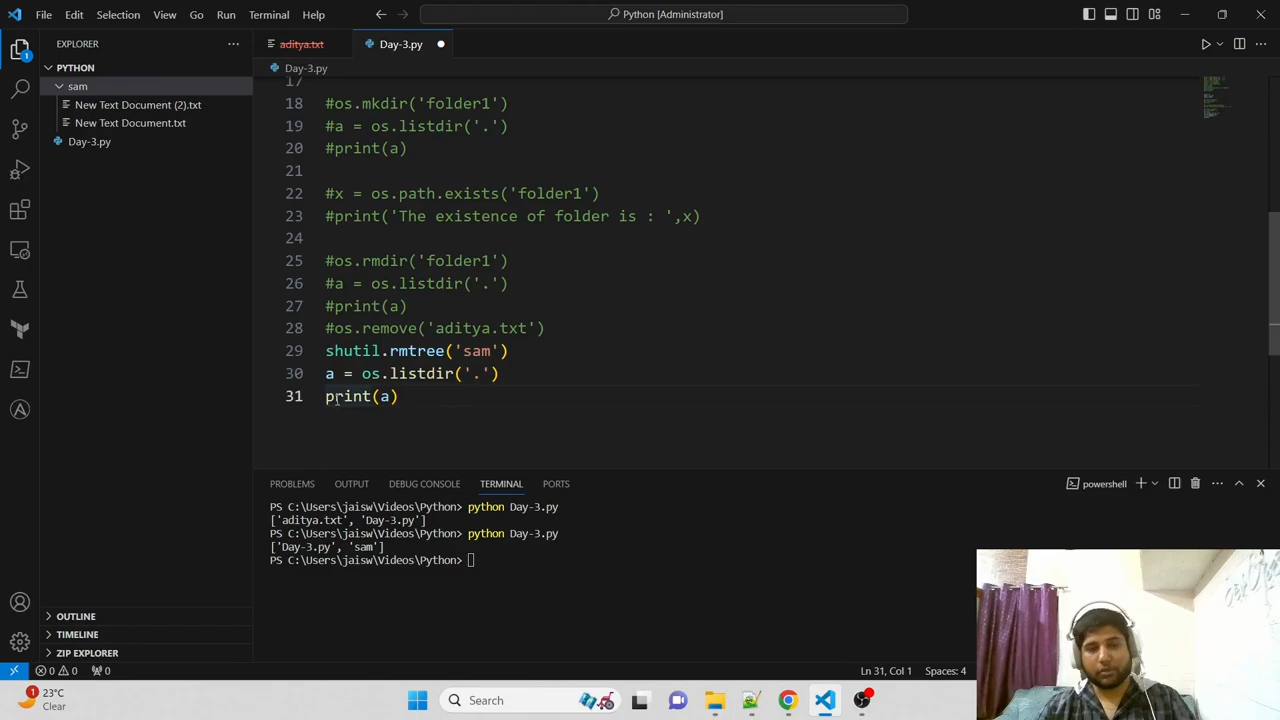 File Edit Selection View Go Run Terminal Help
Python [Administrator]
EXPLORER
aditya.txt
Day-3.py
PYTHON
Day-3.py
sam
New Text Document (2).txt
New Text Document.txt
Day-3.py
17
18 #os.mkdir('folder1')
19 #a = os.listdir('.')
20 #print(a)
21
22 #x = os.path.exists('folder1')
23 #print('The existence of folder is : ',x)
24
25 #os.rmdir('folder1')
26 #a = os.listdir('.')
27 #print(a)
28 #os.remove('aditya.txt')
29 shutil.rmtree('sam')
30 a = os.listdir('.')
31 print(a)
PROBLEMS OUTPUT DEBUG CONSOLE TERMINAL PORTS
powershell
PS C:\Users\jaisw\Videos\Python> python Day-3.py
['aditya.txt', 'Day-3.py']
PS C:\Users\jaisw\Videos\Python> python Day-3.py
['Day-3.py', 'sam']
PS C:\Users\jaisw\Videos\Python>
OUTLINE
TIMELINE
ZIP EXPLORER
0 0 0
Ln 31, Col 1 Spaces: 4
1
1
23°C
Clear
Search